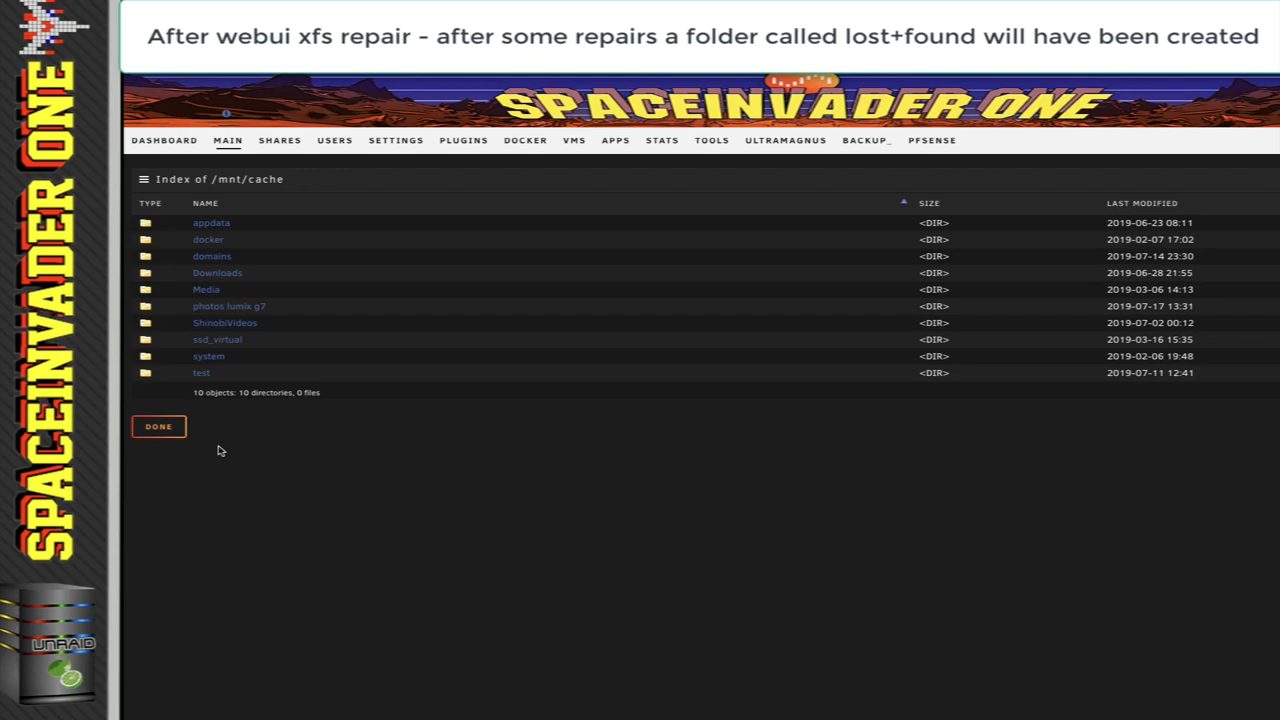 After webui xfs repair - after some repairs a folder called lost+found will have been created
SPACEINVADER ONE
SPACEINVADER ONE
DASHBOARD MAIN SHARES USERS SETTINGS PLUGINS DOCKER VMS APPS STATS TOOLS ULTRAMAGNUS BACKUP_ PFSENSE
Index of /mnt/cache
TYPE NAME SIZE LAST MODIFIED
appdata <DIR> 2019-06-23 08:11
docker <DIR> 2019-02-07 17:02
domains <DIR> 2019-07-14 23:30
Downloads <DIR> 2019-06-28 21:55
Media <DIR> 2019-03-06 14:13
photos lumix g7 <DIR> 2019-07-17 13:31
ShinobiVideos <DIR> 2019-07-02 00:12
ssd_virtual <DIR> 2019-03-16 15:35
system <DIR> 2019-02-06 19:48
test <DIR> 2019-07-11 12:41
10 objects: 10 directories, 0 files
DONE
UNRAID